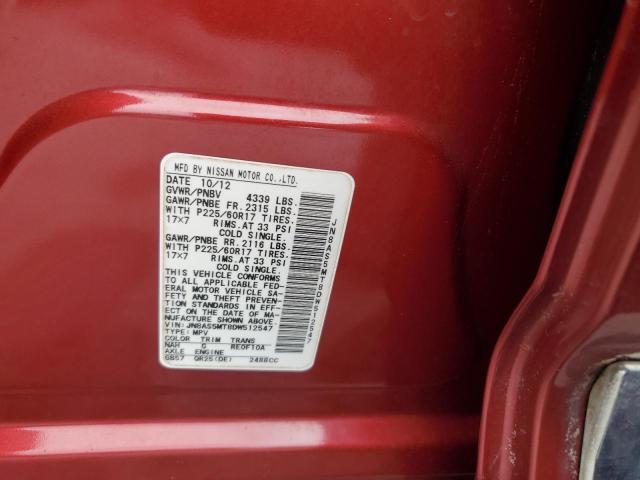 MFD BY NISSAN MOTOR CO.,LTD.
DATE 10/12
GVWR/PNBV 4339 LBS.
GAWR/PNBE FR. 2315 LBS.
WITH P225/60R17 TIRES.
17×7 RIMS.AT 33 PSI
COLD SINGLE.
GAWR/PNBE RR. 2116 LBS.
WITH P225/60R17 TIRES.
17×7 RIMS.AT 33 PSI
COLD SINGLE.
THIS VEHICLE CONFORMS
TO ALL APPLICABLE FED-
ERAL MOTOR VEHICLE SA-
FETY AND THEFT PREVEN-
TION STANDARDS IN EFF-
ECT ON THE DATE OF MA-
NUFACTURE SHOWN ABOVE.
VIN: JN8AS5MT8DW512547
TYPE: MPV
COLOR TRIM TRANS
NAH G RE0F10A
AXLE ENGINE
GB57 QR25(DE) 2488CC
JN8AS5MT8DW512547